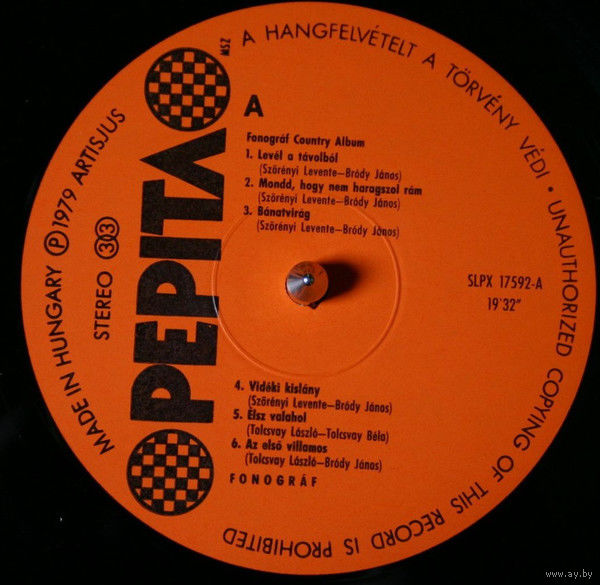 A HANGFELVÉTELT A TÖRVÉNY VÉDI • UNAUTHORIZED COPYING OF THIS RECORD IS PROHIBITED
MADE IN HUNGARY Ⓟ 1979 ARTISJUS
STEREO 33
PEPITA
MSZ
A
Fonográf Country Album
1. Levél a távolból
(Szörényi Levente–Bródy János)
2. Mondd, hogy nem haragszol rám
(Szörényi Levente–Bródy János)
3. Bánatvirág
(Szörényi Levente–Bródy János)
SLPX 17592-A
19'32"
4. Vidéki kislány
(Szörényi Levente–Bródy János)
5. Élsz valahol
(Tolcsvay László–Tolcsvay Béla)
6. Az első villamos
(Tolcsvay László–Bródy János)
FONOGRÁF
www.ay.by